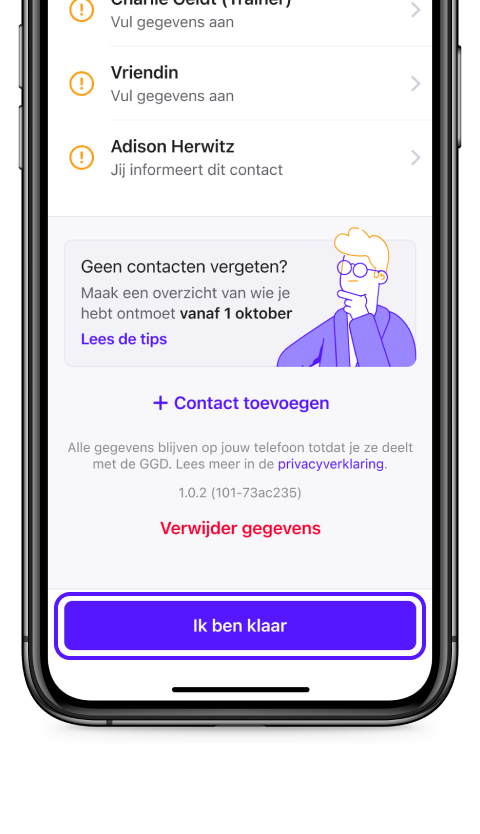 Charlie Geldt (Trainer)
Vul gegevens aan
Vriendin
Vul gegevens aan
Adison Herwitz
Jij informeert dit contact
Geen contacten vergeten?
Maak een overzicht van wie je
hebt ontmoet vanaf 1 oktober
Lees de tips
+ Contact toevoegen
Alle gegevens blijven op jouw telefoon totdat je ze deelt
met de GGD. Lees meer in de privacyverklaring.
1.0.2 (101-73ac235)
Verwijder gegevens
Ik ben klaar